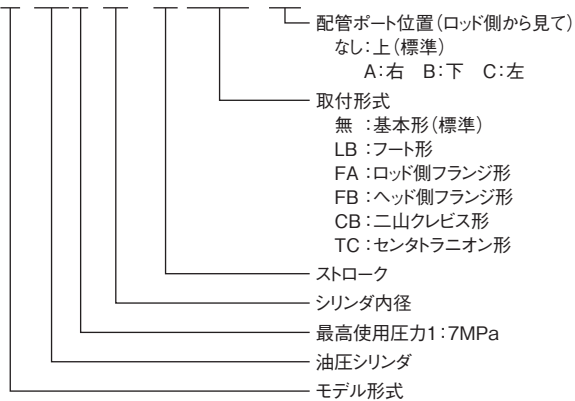 配管ポート位置(ロッド側から見て)
なし:上(標準)
A:右 B:下 C:左
取付形式
無 :基本形(標準)
LB :フート形
FA :ロッド側フランジ形
FB :ヘッド側フランジ形
CB :二山クレビス形
TC :センタトラニオン形
ストローク
シリンダ内径
最高使用圧力1:7MPa
油圧シリンダ
モデル形式